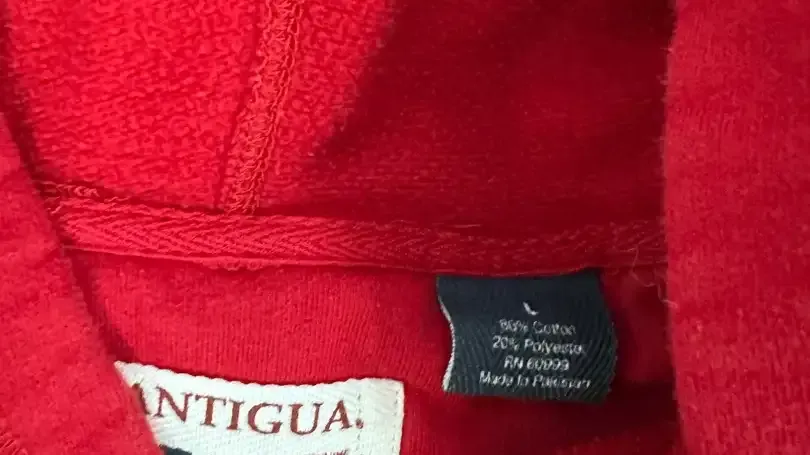 L
80% Cotton
20% Polyester
RN 60999
Made In Pakistan
ANTIGUA.